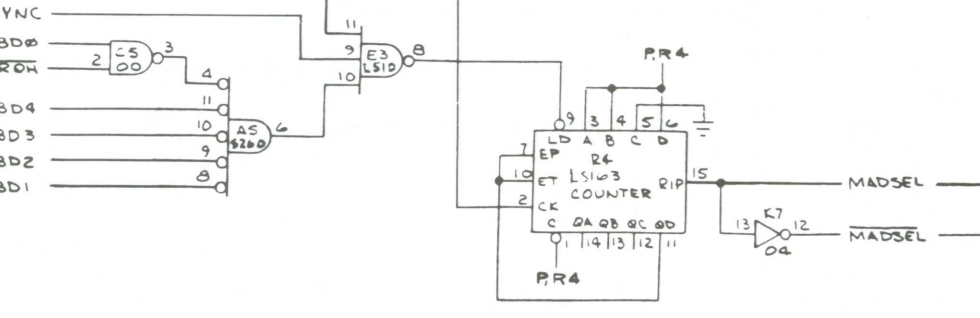 YNC
BD0
ROH
BD4
BD3
BD2
BD1
2
C5
00
3
4
11
10
9
8
A5
S260
6
11
9
10
E3
LS10
8
P,R4
9 3 4 5 6
LD A B C D
7 EP
R4
10 ET
LS163
COUNTER
RIP 15
2 CK
C QA QB QC QD
1 14 13 12 11
P,R4
MADSEL
K7
13 12
04
MADSEL